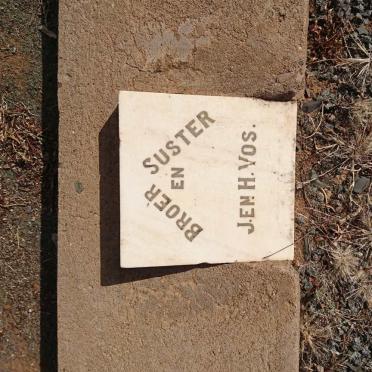 BROER EN SUSTER
J. EN H. VOS.